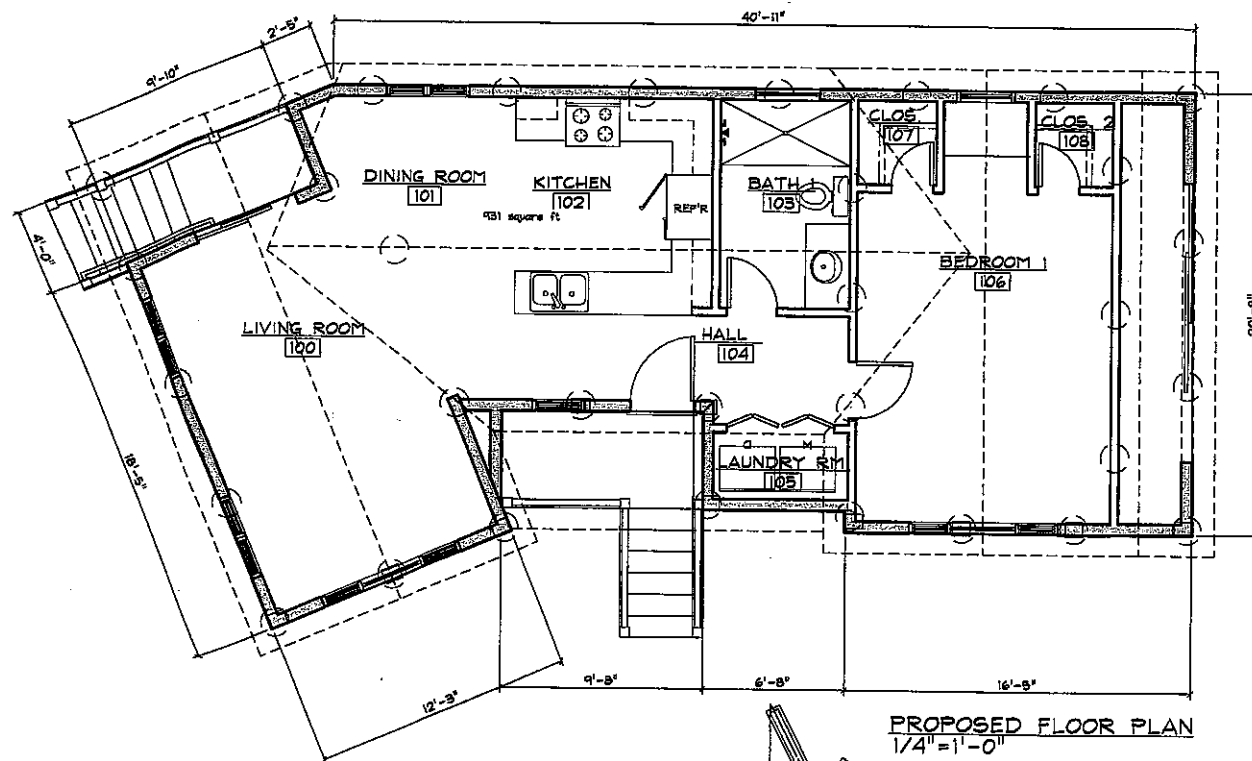 40'-11"
2'-5"
9'-10"
CLOS.
107
CLOS 2
108
DINING ROOM
101
KITCHEN
102
931 square ft
REF'R
BATH 1
103
4'-0"
BEDROOM 1
106
LIVING ROOM
100
HALL
104
18'-5"
LAUNDRY RM
105
12'-3"
9'-8"
6'-8"
16'-5"
PROPOSED FLOOR PLAN
1/4"=1'-0"